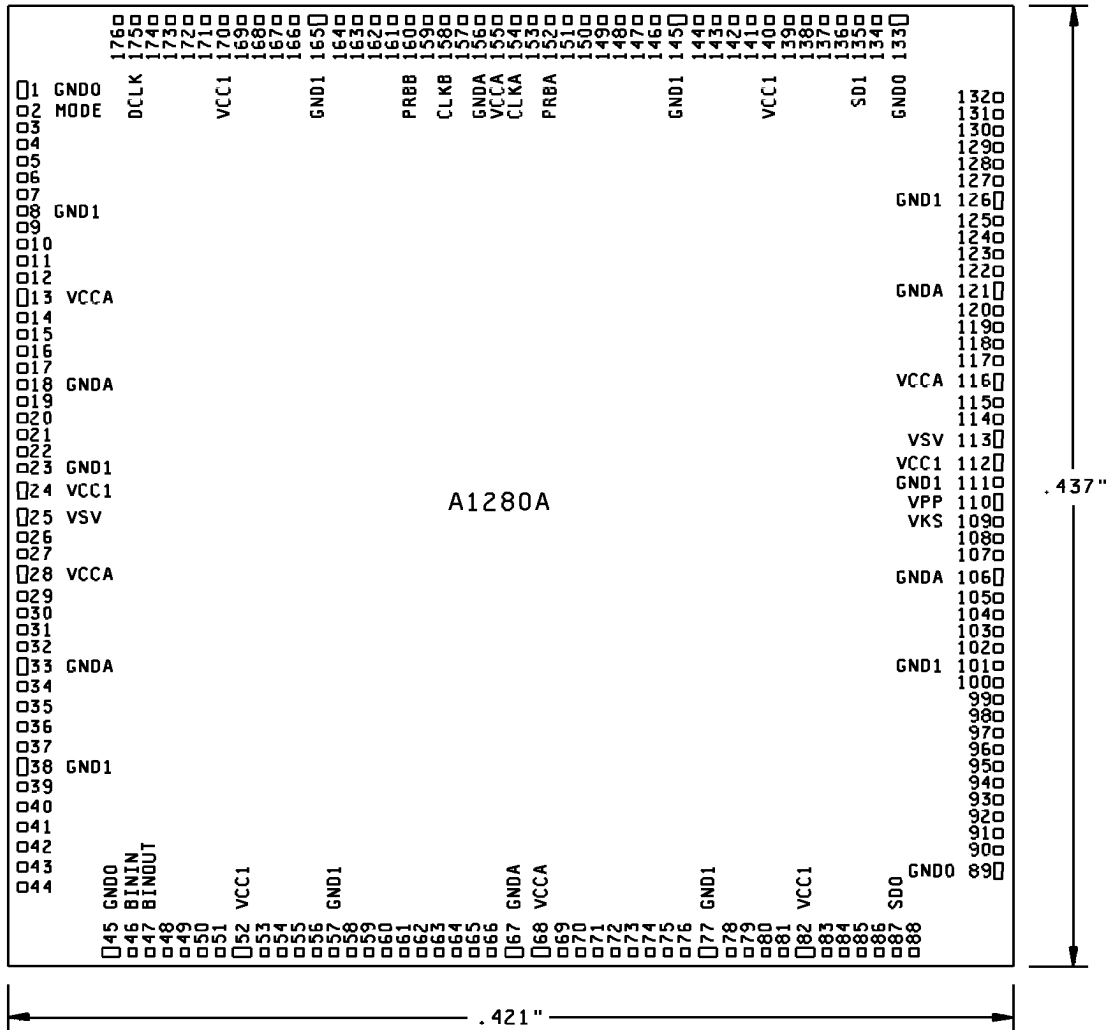 176 175 174 173 172 171 170 169 168 167 166 165 164 163 162 161 160 159 158 157 156 155 154 153 152 151 150 149 148 147 146 145 144 143 142 141 140 139 138 137 136 135 134 133
DCLK VCC1 GND1 PRBB CLKB GNDA VCCA CLKA PRBA GND1 VCC1 SD1 GND0
1 GND0
2 MODE
3
4
5
6
7
8 GND1
9
10
11
12
13 VCCA
14
15
16
17
18 GNDA
19
20
21
22
23 GND1
24 VCC1
25 VSV
26
27
28 VCCA
29
30
31
32
33 GNDA
34
35
36
37
38 GND1
39
40
41
42
43
44
A1280A
132
131
130
129
128
127
GND1 126
125
124
123
122
GNDA 121
120
119
118
117
VCCA 116
115
114
VSV 113
VCC1 112
GND1 111
VPP 110
VKS 109
108
107
GNDA 106
105
104
103
102
GND1 101
100
99
98
97
96
95
94
93
92
91
90
GND0 89
GND0 BININ BINOUT VCC1 GND1 GNDA VCCA GND1 VCC1 SD0
45 46 47 48 49 50 51 52 53 54 55 56 57 58 59 60 61 62 63 64 65 66 67 68 69 70 71 72 73 74 75 76 77 78 79 80 81 82 83 84 85 86 87 88
.437"
.421"